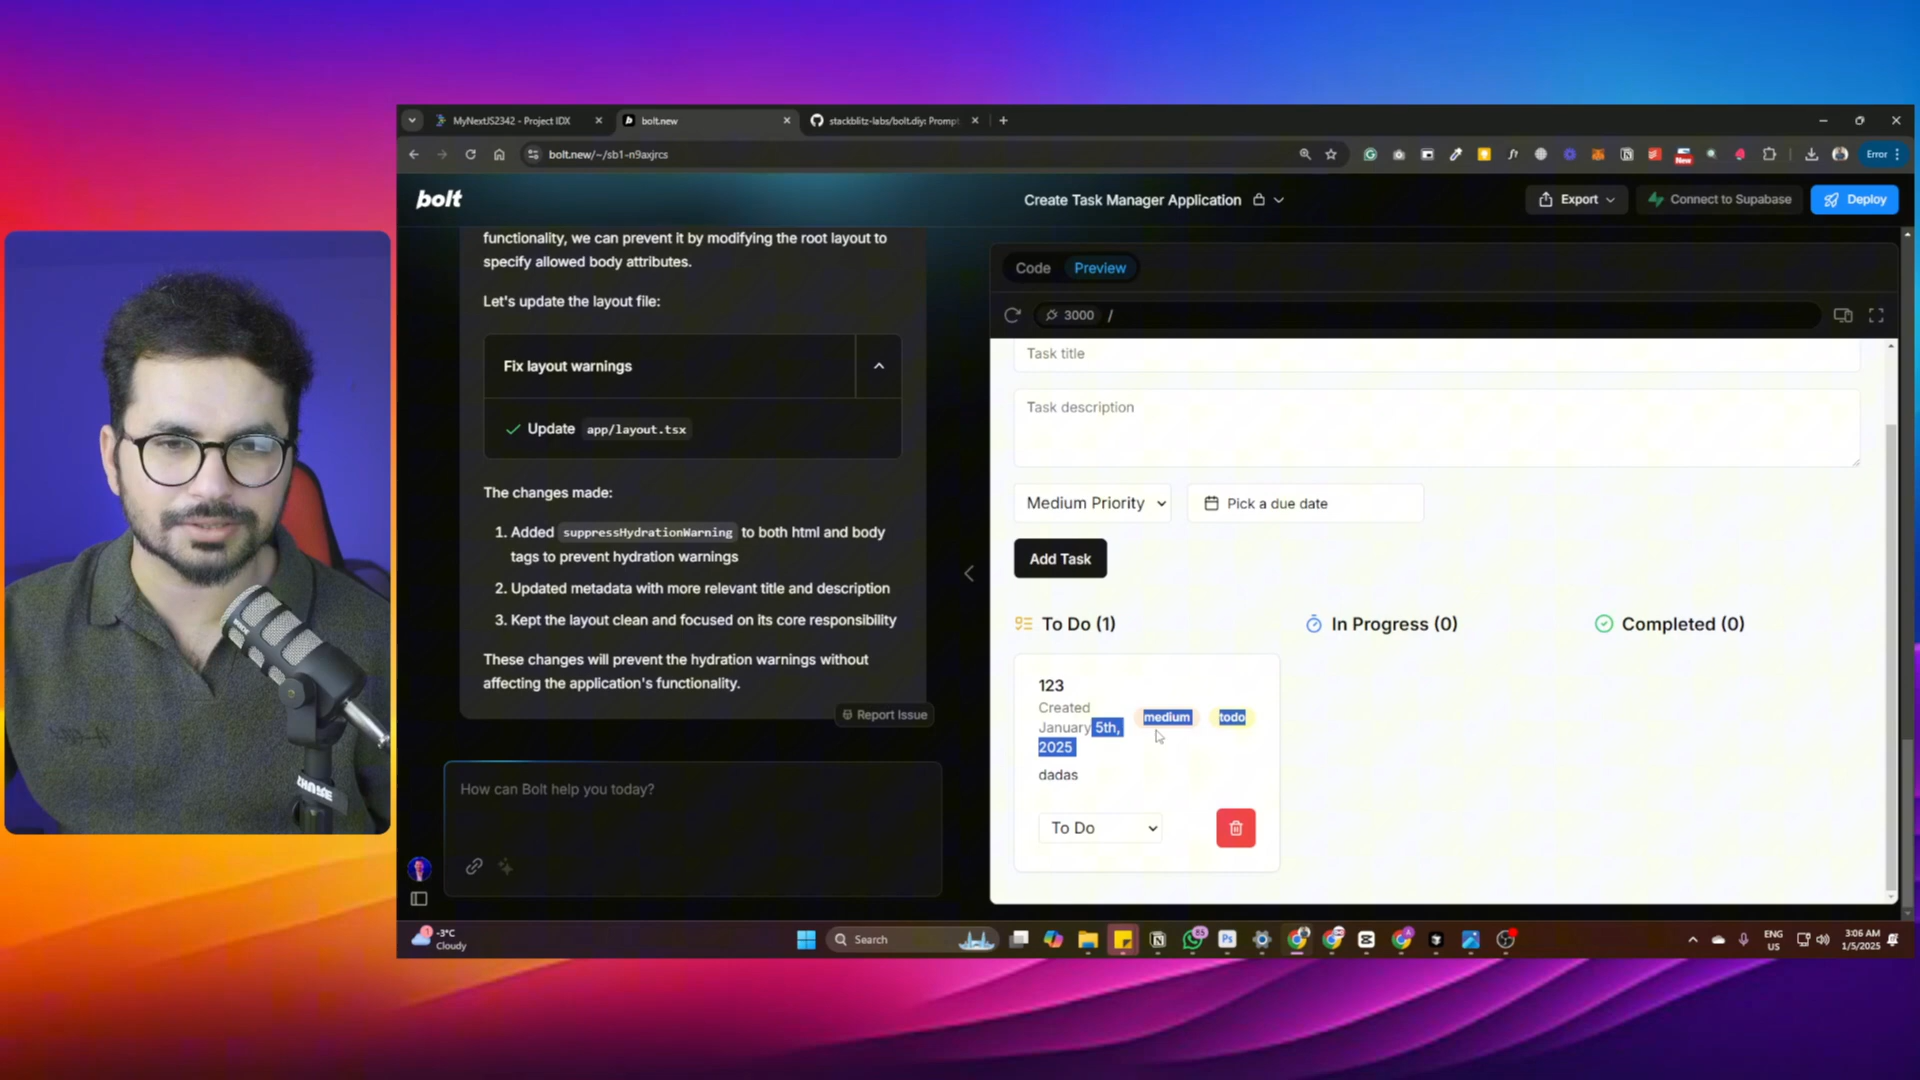 MyNextJS2342 - Project IDX
bolt.new
stackblitz-labs/bolt.diy: Prompt,
bolt.new/~/sb1-n9axjrcs
New
Error
bolt
Create Task Manager Application
Export
Connect to Supabase
Deploy
functionality, we can prevent it by modifying the root layout to
specify allowed body attributes.
Let's update the layout file:
Fix layout warnings
Update app/layout.tsx
The changes made:
1. Added suppressHydrationWarning to both html and body
tags to prevent hydration warnings
2. Updated metadata with more relevant title and description
3. Kept the layout clean and focused on its core responsibility
These changes will prevent the hydration warnings without
affecting the application's functionality.
Report Issue
How can Bolt help you today?
Code
Preview
3000 /
Task title
Task description
Medium Priority
Pick a due date
Add Task
To Do (1)
In Progress (0)
Completed (0)
123
Created
January 5th,
2025
medium
todo
dadas
To Do
-3°C
Cloudy
Search
85
Ps
ENG
US
3:06 AM
1/5/2025